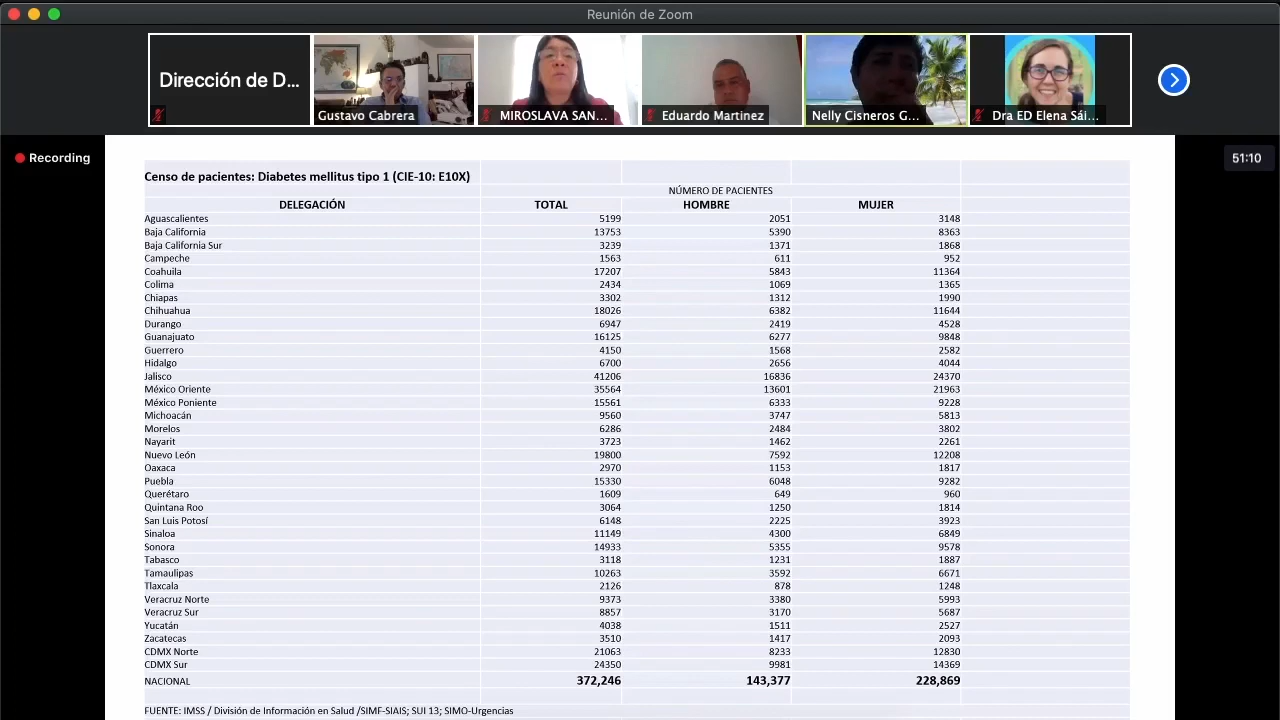 Reunión de Zoom
Dirección de D...
Gustavo Cabrera
MIROSLAVA SAN...
Eduardo Martinez
Nelly Cisneros G...
Dra ED Elena Sái...
Recording
51:10
Censo de pacientes: Diabetes mellitus tipo 1 (CIE-10: E10X)
NÚMERO DE PACIENTES
DELEGACIÓN TOTAL HOMBRE MUJER
Aguascalientes 5199 2051 3148
Baja California 13753 5390 8363
Baja California Sur 3239 1371 1868
Campeche 1563 611 952
Coahuila 17207 5843 11364
Colima 2434 1069 1365
Chiapas 3302 1312 1990
Chihuahua 18026 6382 11644
Durango 6947 2419 4528
Guanajuato 16125 6277 9848
Guerrero 4150 1568 2582
Hidalgo 6700 2656 4044
Jalisco 41206 16836 24370
México Oriente 35564 13601 21963
México Poniente 15561 6333 9228
Michoacán 9560 3747 5813
Morelos 6286 2484 3802
Nayarit 3723 1462 2261
Nuevo León 19800 7592 12208
Oaxaca 2970 1153 1817
Puebla 15330 6048 9282
Querétaro 1609 649 960
Quintana Roo 3064 1250 1814
San Luis Potosí 6148 2225 3923
Sinaloa 11149 4300 6849
Sonora 14933 5355 9578
Tabasco 3118 1231 1887
Tamaulipas 10263 3592 6671
Tlaxcala 2126 878 1248
Veracruz Norte 9373 3380 5993
Veracruz Sur 8857 3170 5687
Yucatán 4038 1511 2527
Zacatecas 3510 1417 2093
CDMX Norte 21063 8233 12830
CDMX Sur 24350 9981 14369
NACIONAL 372,246 143,377 228,869
FUENTE: IMSS / División de Información en Salud /SIMF-SIAIS; SUI 13; SIMO-Urgencias